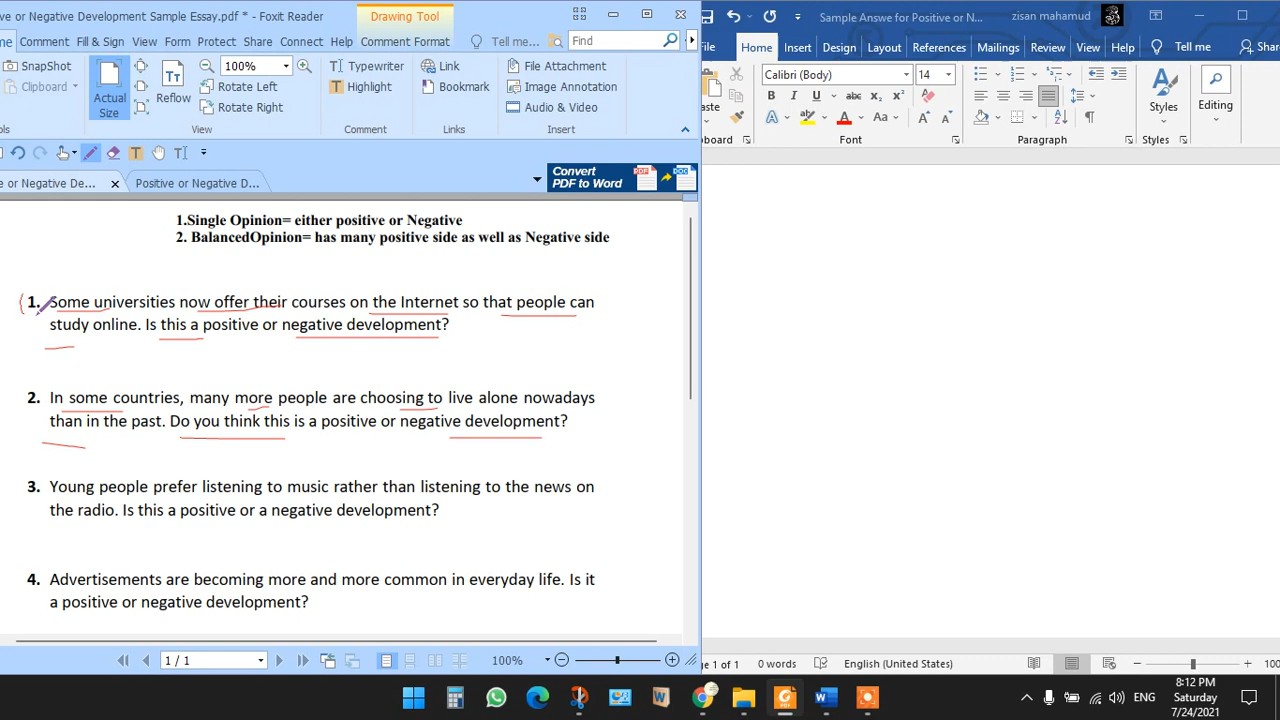 ve or Negative Development Sample Essay.pdf * - Foxit Reader
Drawing Tool
me Comment Fill & Sign View Form Protect Share Connect Help Comment Format Tell me... Find
SnapShot
Clipboard
Actual Size
Reflow
100%
Rotate Left
Rotate Right
Typewriter
Highlight
Link
Bookmark
File Attachment
Image Annotation
Audio & Video
View Comment Links Insert
e or Negative De... Positive or Negative D...
Convert
PDF to Word
1.Single Opinion= either positive or Negative
2. BalancedOpinion= has many positive side as well as Negative side
1. Some universities now offer their courses on the Internet so that people can
study online. Is this a positive or negative development?
2. In some countries, many more people are choosing to live alone nowadays
than in the past. Do you think this is a positive or negative development?
3. Young people prefer listening to music rather than listening to the news on
the radio. Is this a positive or a negative development?
4. Advertisements are becoming more and more common in everyday life. Is it
a positive or negative development?
1 / 1 100%
Sample Answe for Positive or N... zisan mahamud
File Home Insert Design Layout References Mailings Review View Help Tell me Sha
Calibri (Body) 14
aste
Styles
Editing
board Font Paragraph Styles
ge 1 of 1 0 words English (United States) 100
ENG
8:12 PM
Saturday
7/24/2021